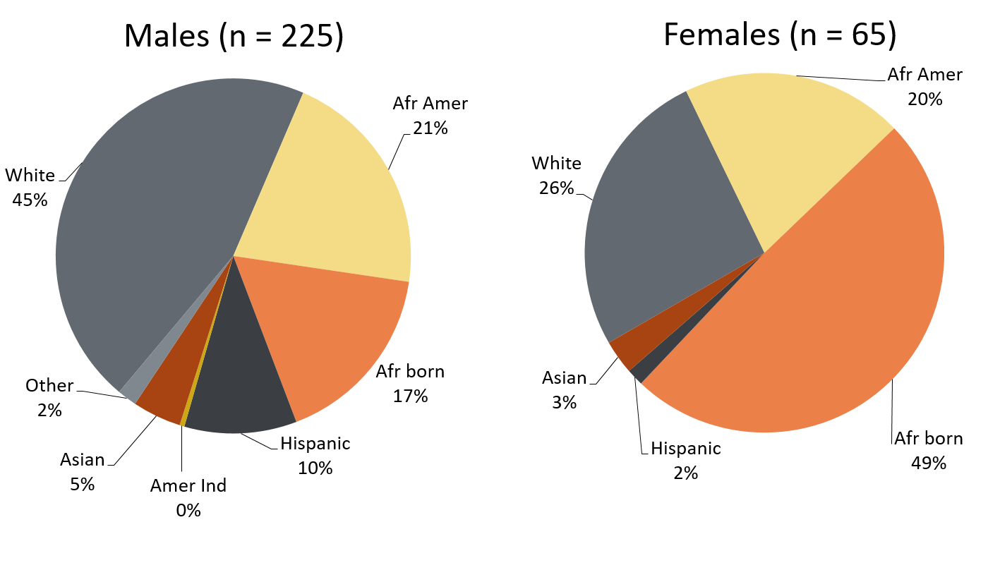 Males (n = 225)
Afr Amer
21%
White
45%
Afr born
17%
Other
2%
Hispanic
10%
Asian
5%
Amer Ind
0%
Females (n = 65)
Afr Amer
20%
White
26%
Asian
3%
Hispanic
2%
Afr born
49%